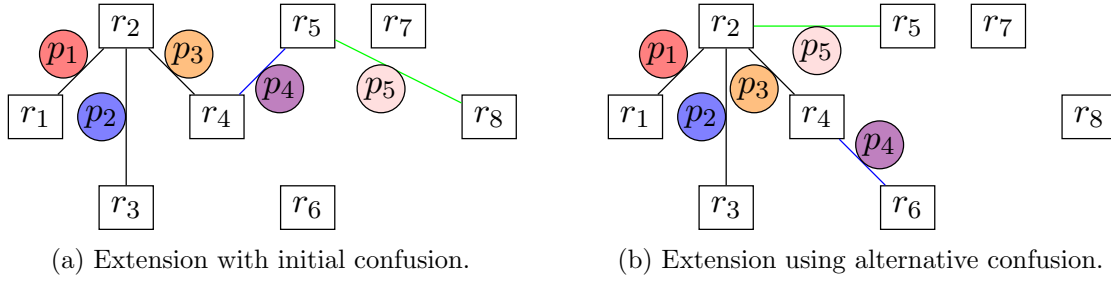 r2 r5 r7 r2 r5 r7
p1 p3 p1 p5
p4 p5 p3
r1 p2 r4 r8 r1 p2 r4 r8
p4
r3 r6 r3 r6
(a) Extension with initial confusion. (b) Extension using alternative confusion.